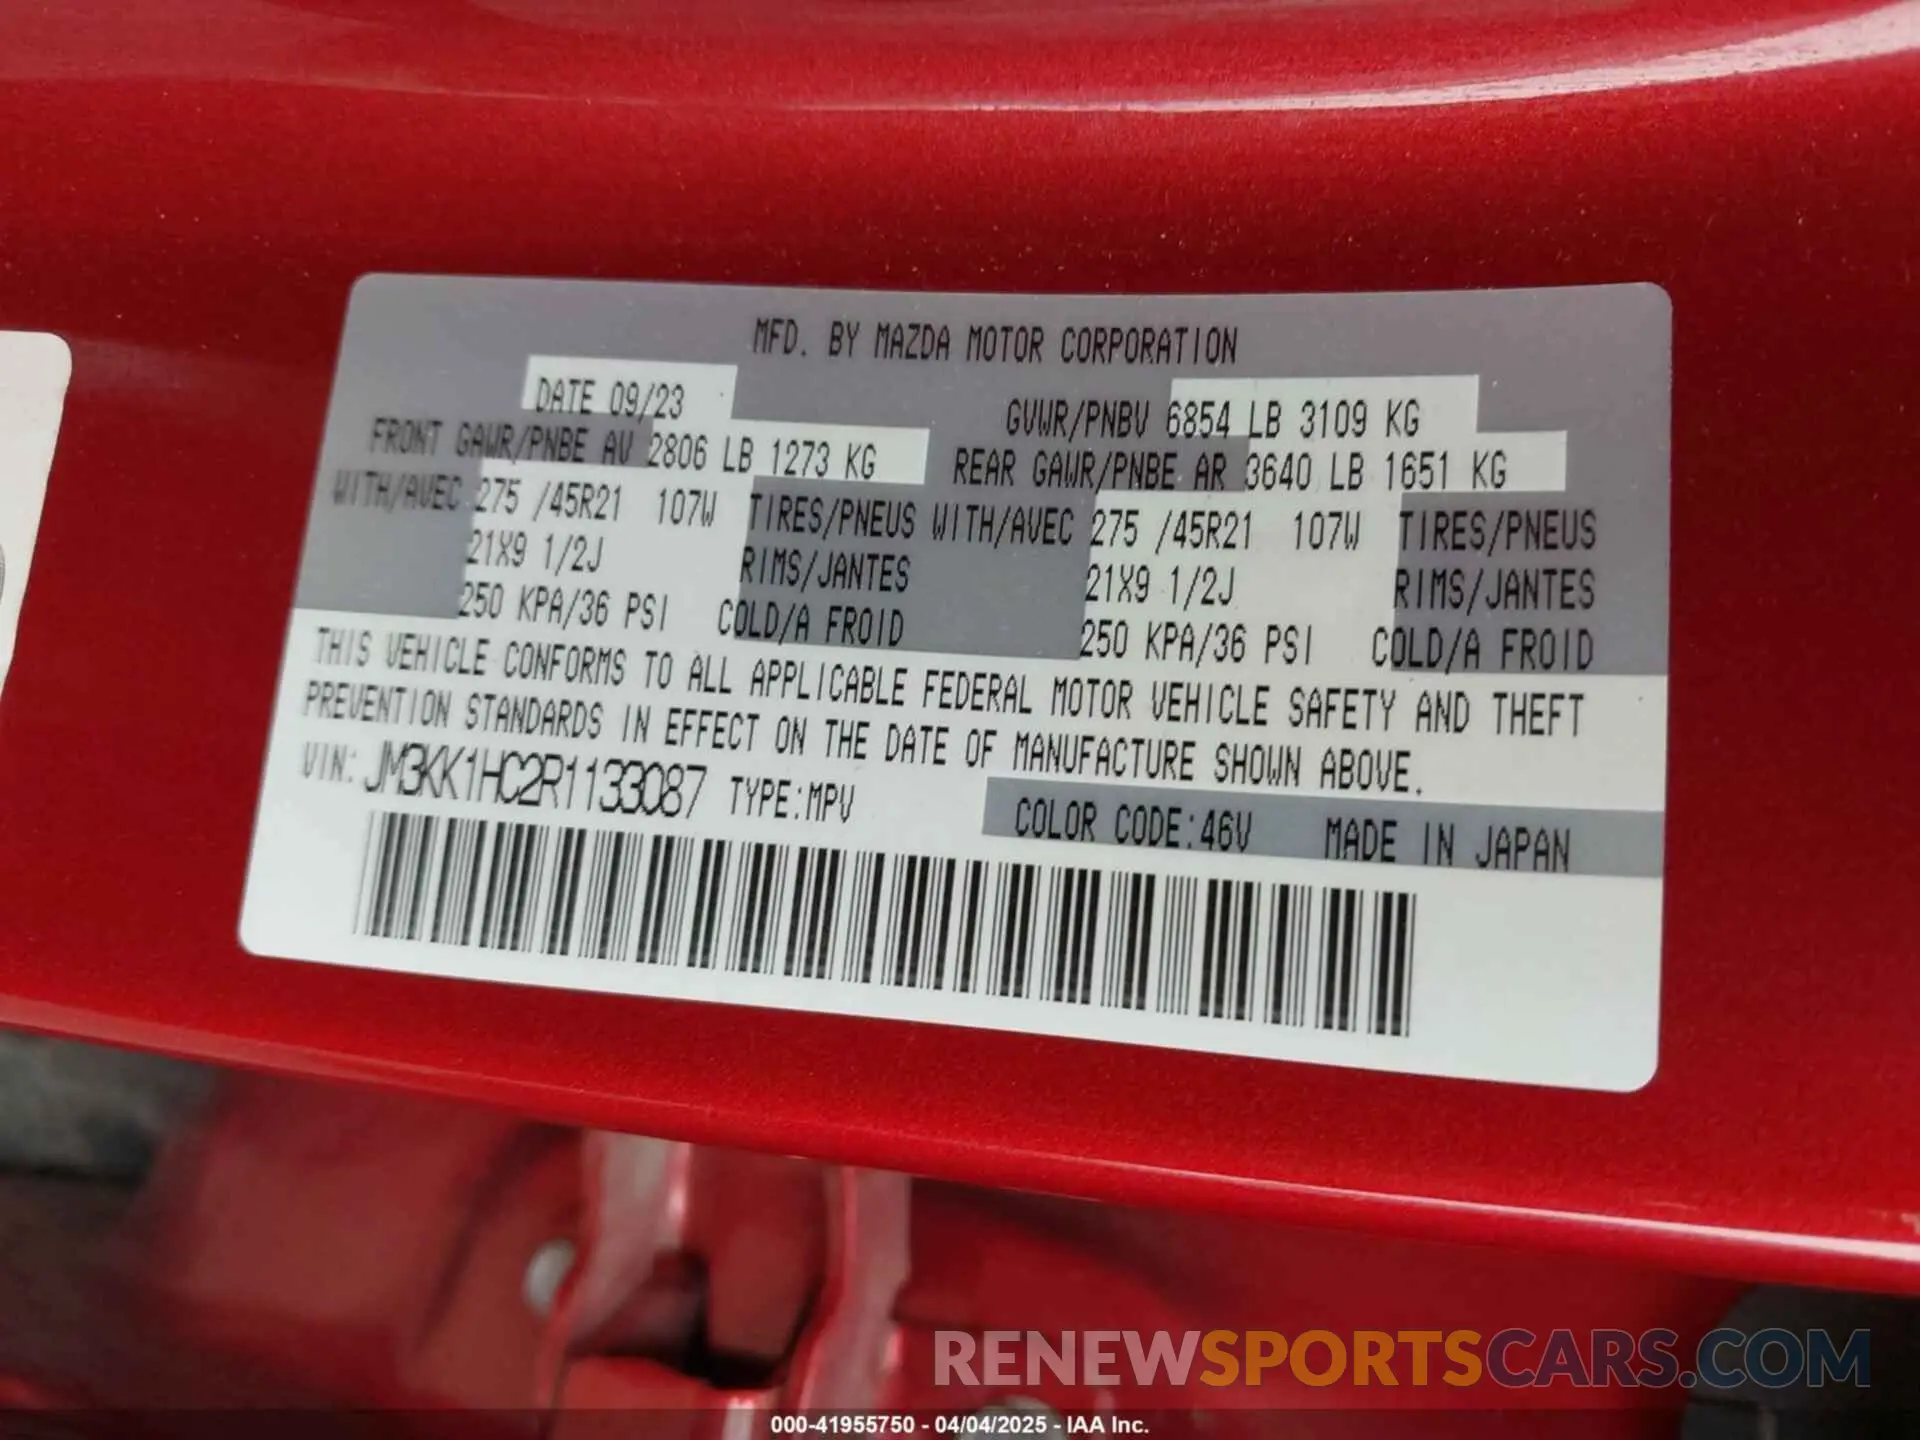 MFD. BY MAZDA MOTOR CORPORATION
DATE 09/23 GVWR/PNBV 6854 LB 3109 KG
FRONT GAWR/PNBE AV 2806 LB 1273 KG REAR GAWR/PNBE AR 3640 LB 1651 KG
WITH/AVEC 275 /45R21 107W TIRES/PNEUS WITH/AVEC 275 /45R21 107W TIRES/PNEUS
21X9 1/2J RIMS/JANTES 21X9 1/2J RIMS/JANTES
250 KPA/36 PSI COLD/A FROID 250 KPA/36 PSI COLD/A FROID
THIS VEHICLE CONFORMS TO ALL APPLICABLE FEDERAL MOTOR VEHICLE SAFETY AND THEFT
PREVENTION STANDARDS IN EFFECT ON THE DATE OF MANUFACTURE SHOWN ABOVE.
VIN: JM3KK1HC2R1133087 TYPE:MPV COLOR CODE:46V MADE IN JAPAN
RENEWSPORTSCARS.COM
000-41955750 - 04/04/2025 - IAA Inc.